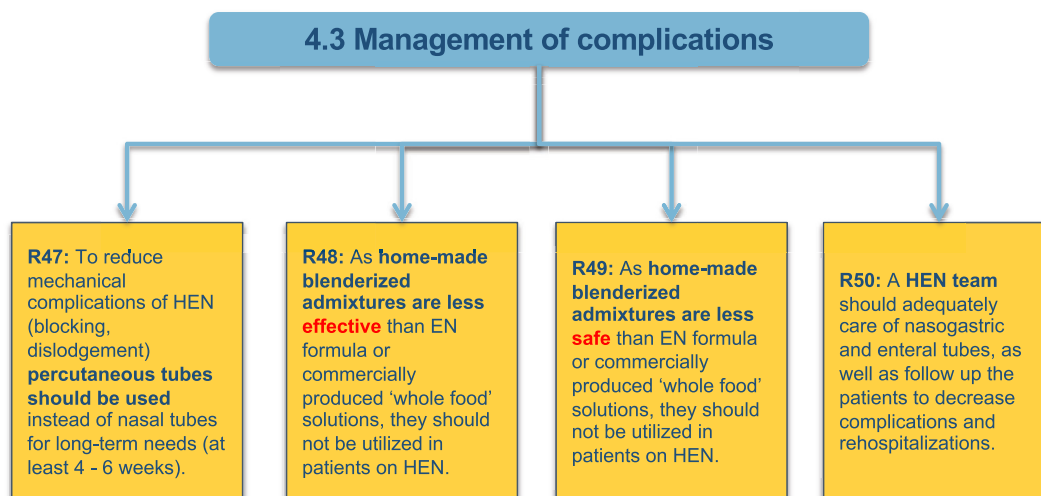 4.3 Management of complications
R47: To reduce
mechanical
complications of HEN
(blocking,
dislodgement)
percutaneous tubes
should be used
instead of nasal tubes
for long-term needs (at
least 4 - 6 weeks).
R48: As home-made
blenderized
admixtures are less
effective than EN
formula or
commercially
produced ‘whole food’
solutions, they should
not be utilized in
patients on HEN.
R49: As home-made
blenderized
admixtures are less
safe than EN formula
or commercially
produced ‘whole food’
solutions, they should
not be utilized in
patients on HEN.
R50: A HEN team
should adequately
care of nasogastric
and enteral tubes, as
well as follow up the
patients to decrease
complications and
rehospitalizations.